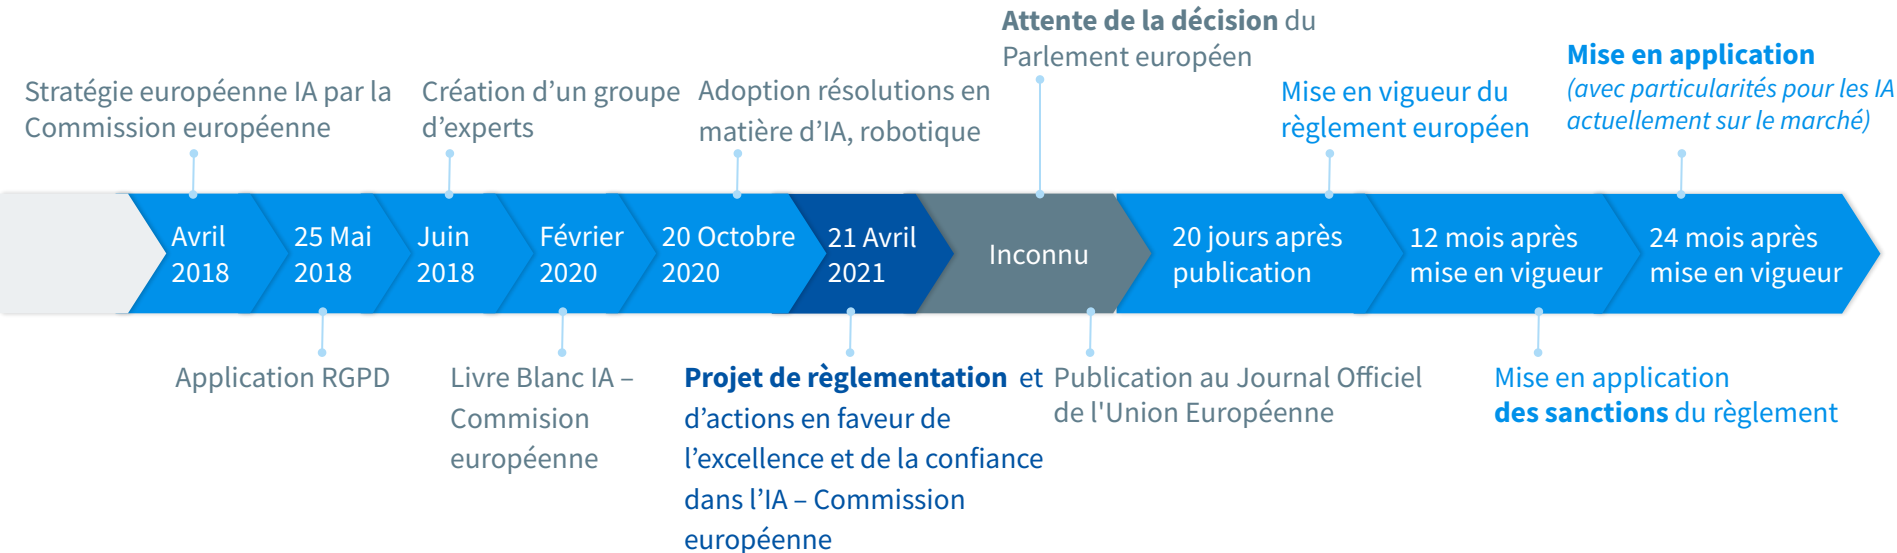 Attente de la décision du
Parlement européen
Mise en application
(avec particularités pour les IA
actuellement sur le marché)
Stratégie européenne IA par la
Commission européenne
Création d’un groupe
d’experts
Adoption résolutions en
matière d’IA, robotique
Mise en vigueur du
règlement européen
Avril
2018
25 Mai
2018
Juin
2018
Février
2020
20 Octobre
2020
21 Avril
2021
Inconnu
20 jours après
publication
12 mois après
mise en vigueur
24 mois après
mise en vigueur
Application RGPD
Livre Blanc IA –
Commision
européenne
Projet de règlementation et
d’actions en faveur de
l’excellence et de la confiance
dans l’IA – Commission
européenne
Publication au Journal Officiel
de l'Union Européenne
Mise en application
des sanctions du règlement